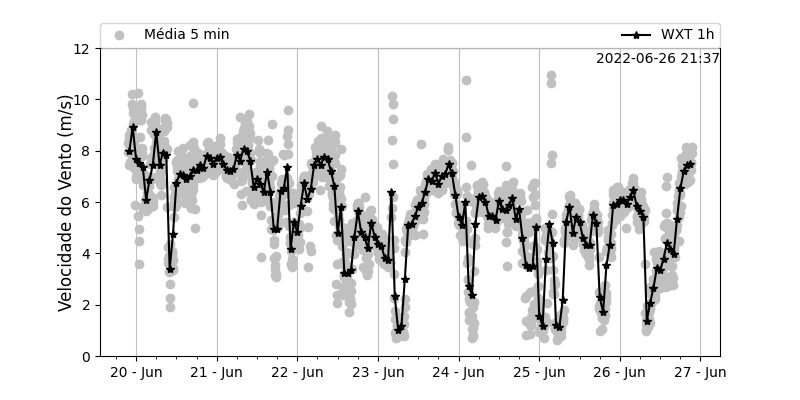 Média 5 min
WXT 1h
2022-06-26 21:37
Velocidade do Vento (m/s)
12
10
8
6
4
2
0
20 - Jun 21 - Jun 22 - Jun 23 - Jun 24 - Jun 25 - Jun 26 - Jun 27 - Jun